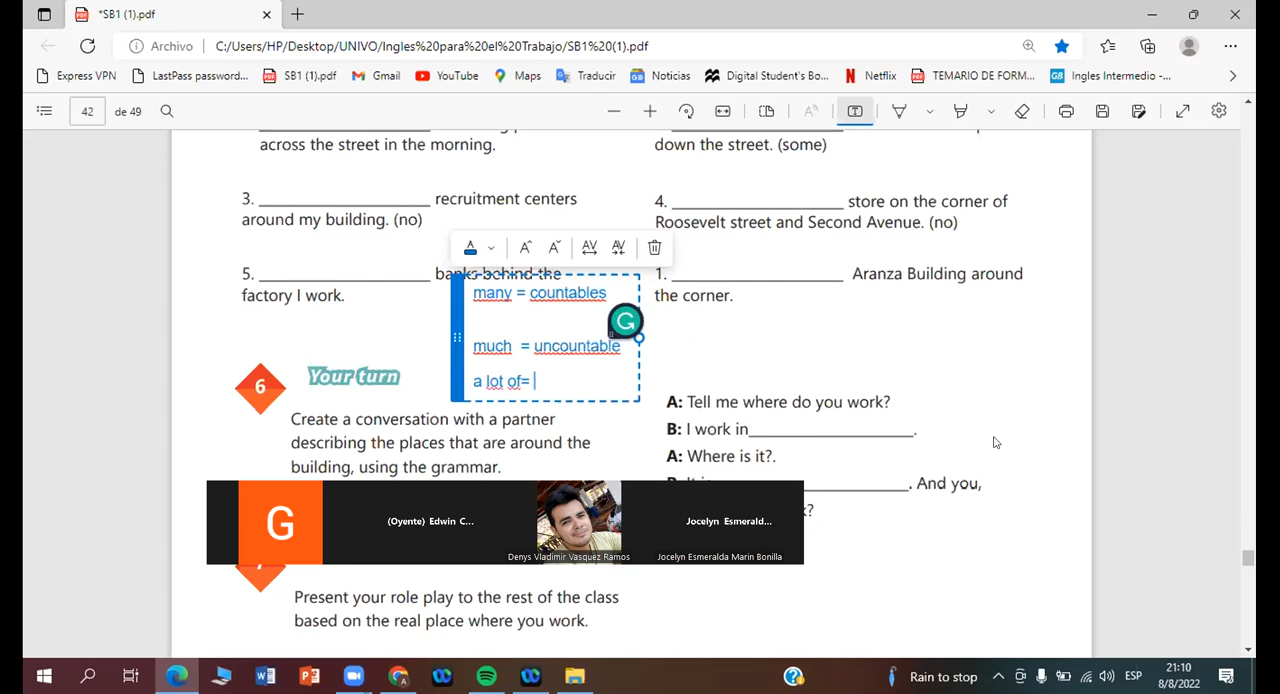 *SB1 (1).pdf
Archivo
C:/Users/HP/Desktop/UNIVO/Ingles%20para%20el%20Trabajo/SB1%20(1).pdf
Express VPN
LastPass password...
SB1 (1).pdf
Gmail
YouTube
Maps
Traducir
Noticias
Digital Student's Bo...
Netflix
TEMARIO DE FORM...
Ingles Intermedio -...
42 de 49
across the street in the morning.
down the street. (some)
3. ____________________ recruitment centers
around my building. (no)
4. ____________________ store on the corner of
Roosevelt street and Second Avenue. (no)
5. ____________________ banks behind the
factory I work.
1. ____________________ Aranza Building around
the corner.
many = countables
much = uncountable
a lot of=
6
Your turn
Create a conversation with a partner
describing the places that are around the
building, using the grammar.
A: Tell me where do you work?
B: I work in____________________.
A: Where is it?.
____________. And you,
G
(Oyente) Edwin C...
Denys Vladimir Vasquez Ramos
Jocelyn Esmerald...
Jocelyn Esmeralda Marin Bonilla
Present your role play to the rest of the class
based on the real place where you work.
Rain to stop
ESP
21:10
8/8/2022